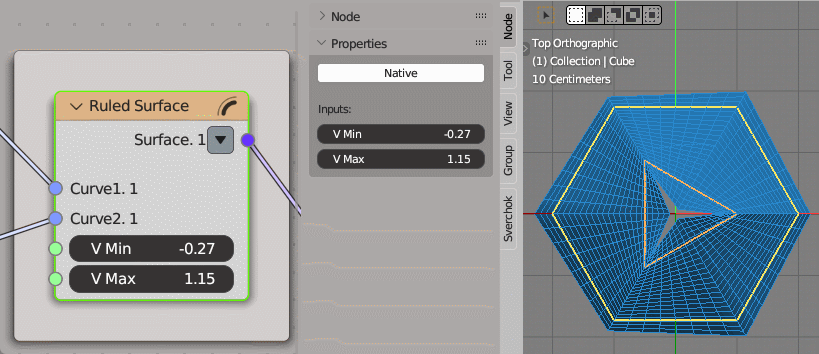 Ruled Surface
Surface. 1
Curve1. 1
Curve2. 1
V Min -0.27
V Max 1.15
Node
Properties
Native
Inputs:
V Min -0.27
V Max 1.15
Node
Tool
View
Group
Sverchok
Top Orthographic
(1) Collection | Cube
10 Centimeters